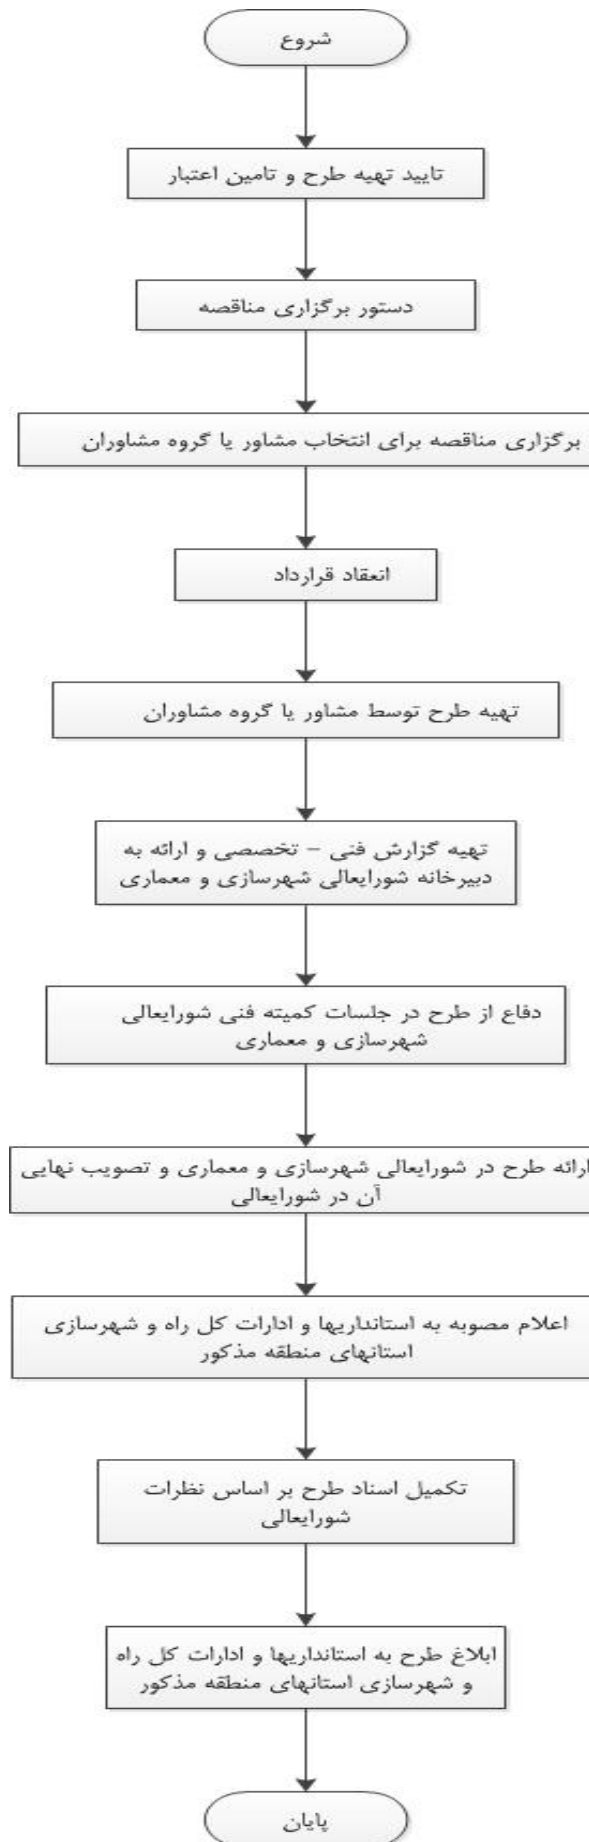 شروع
تایید تهیه طرح و تامین اعتبار
دستور برگزاری مناقصه
برگزاری مناقصه برای انتخاب مشاور یا گروه مشاوران
انعقاد قرارداد
تهیه طرح توسط مشاور یا گروه مشاوران
تهیه گزارش فنی – تخصصی و ارائه به
دبیرخانه شورایعالی شهرسازی و معماری
دفاع از طرح در جلسات کمیته فنی شورایعالی
شهرسازی و معماری
ارائه طرح در شورایعالی شهرسازی و معماری و تصویب نهایی
آن در شورایعالی
اعلام مصوبه به استانداریها و ادارات کل راه و شهرسازی
استانهای منطقه مذکور
تکمیل اسناد طرح بر اساس نظرات
شورایعالی
ابلاغ طرح به استانداریها و ادارات کل راه
و شهرسازی استانهای منطقه مذکور
پایان